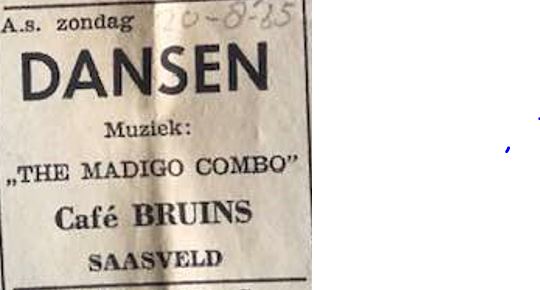 A.s. zondag
DANSEN
Muziek:
„THE MADIGO COMBO”
Café BRUINS
SAASVELD